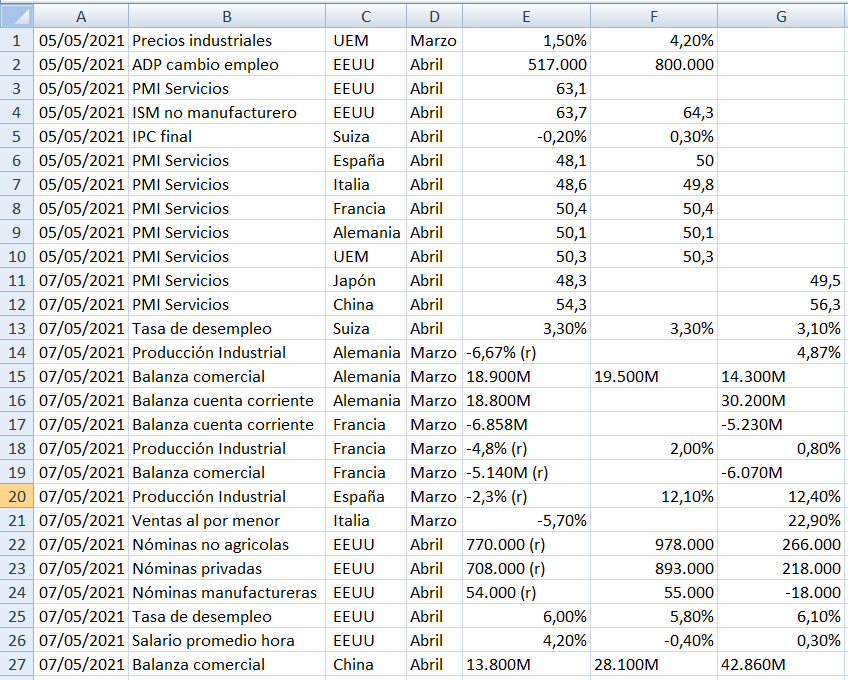 A B C D E F G
1 05/05/2021 Precios industriales UEM Marzo 1,50% 4,20%
2 05/05/2021 ADP cambio empleo EEUU Abril 517.000 800.000
3 05/05/2021 PMI Servicios EEUU Abril 63,1
4 05/05/2021 ISM no manufacturero EEUU Abril 63,7 64,3
5 05/05/2021 IPC final Suiza Abril -0,20% 0,30%
6 05/05/2021 PMI Servicios España Abril 48,1 50
7 05/05/2021 PMI Servicios Italia Abril 48,6 49,8
8 05/05/2021 PMI Servicios Francia Abril 50,4 50,4
9 05/05/2021 PMI Servicios Alemania Abril 50,1 50,1
10 05/05/2021 PMI Servicios UEM Abril 50,3 50,3
11 07/05/2021 PMI Servicios Japón Abril 48,3 49,5
12 07/05/2021 PMI Servicios China Abril 54,3 56,3
13 07/05/2021 Tasa de desempleo Suiza Abril 3,30% 3,30% 3,10%
14 07/05/2021 Producción Industrial Alemania Marzo -6,67% (r) 4,87%
15 07/05/2021 Balanza comercial Alemania Marzo 18.900M 19.500M 14.300M
16 07/05/2021 Balanza cuenta corriente Alemania Marzo 18.800M 30.200M
17 07/05/2021 Balanza cuenta corriente Francia Marzo -6.858M -5.230M
18 07/05/2021 Producción Industrial Francia Marzo -4,8% (r) 2,00% 0,80%
19 07/05/2021 Balanza comercial Francia Marzo -5.140M (r) -6.070M
20 07/05/2021 Producción Industrial España Marzo -2,3% (r) 12,10% 12,40%
21 07/05/2021 Ventas al por menor Italia Marzo -5,70% 22,90%
22 07/05/2021 Nóminas no agricolas EEUU Abril 770.000 (r) 978.000 266.000
23 07/05/2021 Nóminas privadas EEUU Abril 708.000 (r) 893.000 218.000
24 07/05/2021 Nóminas manufactureras EEUU Abril 54.000 (r) 55.000 -18.000
25 07/05/2021 Tasa de desempleo EEUU Abril 6,00% 5,80% 6,10%
26 07/05/2021 Salario promedio hora EEUU Abril 4,20% -0,40% 0,30%
27 07/05/2021 Balanza comercial China Abril 13.800M 28.100M 42.860M